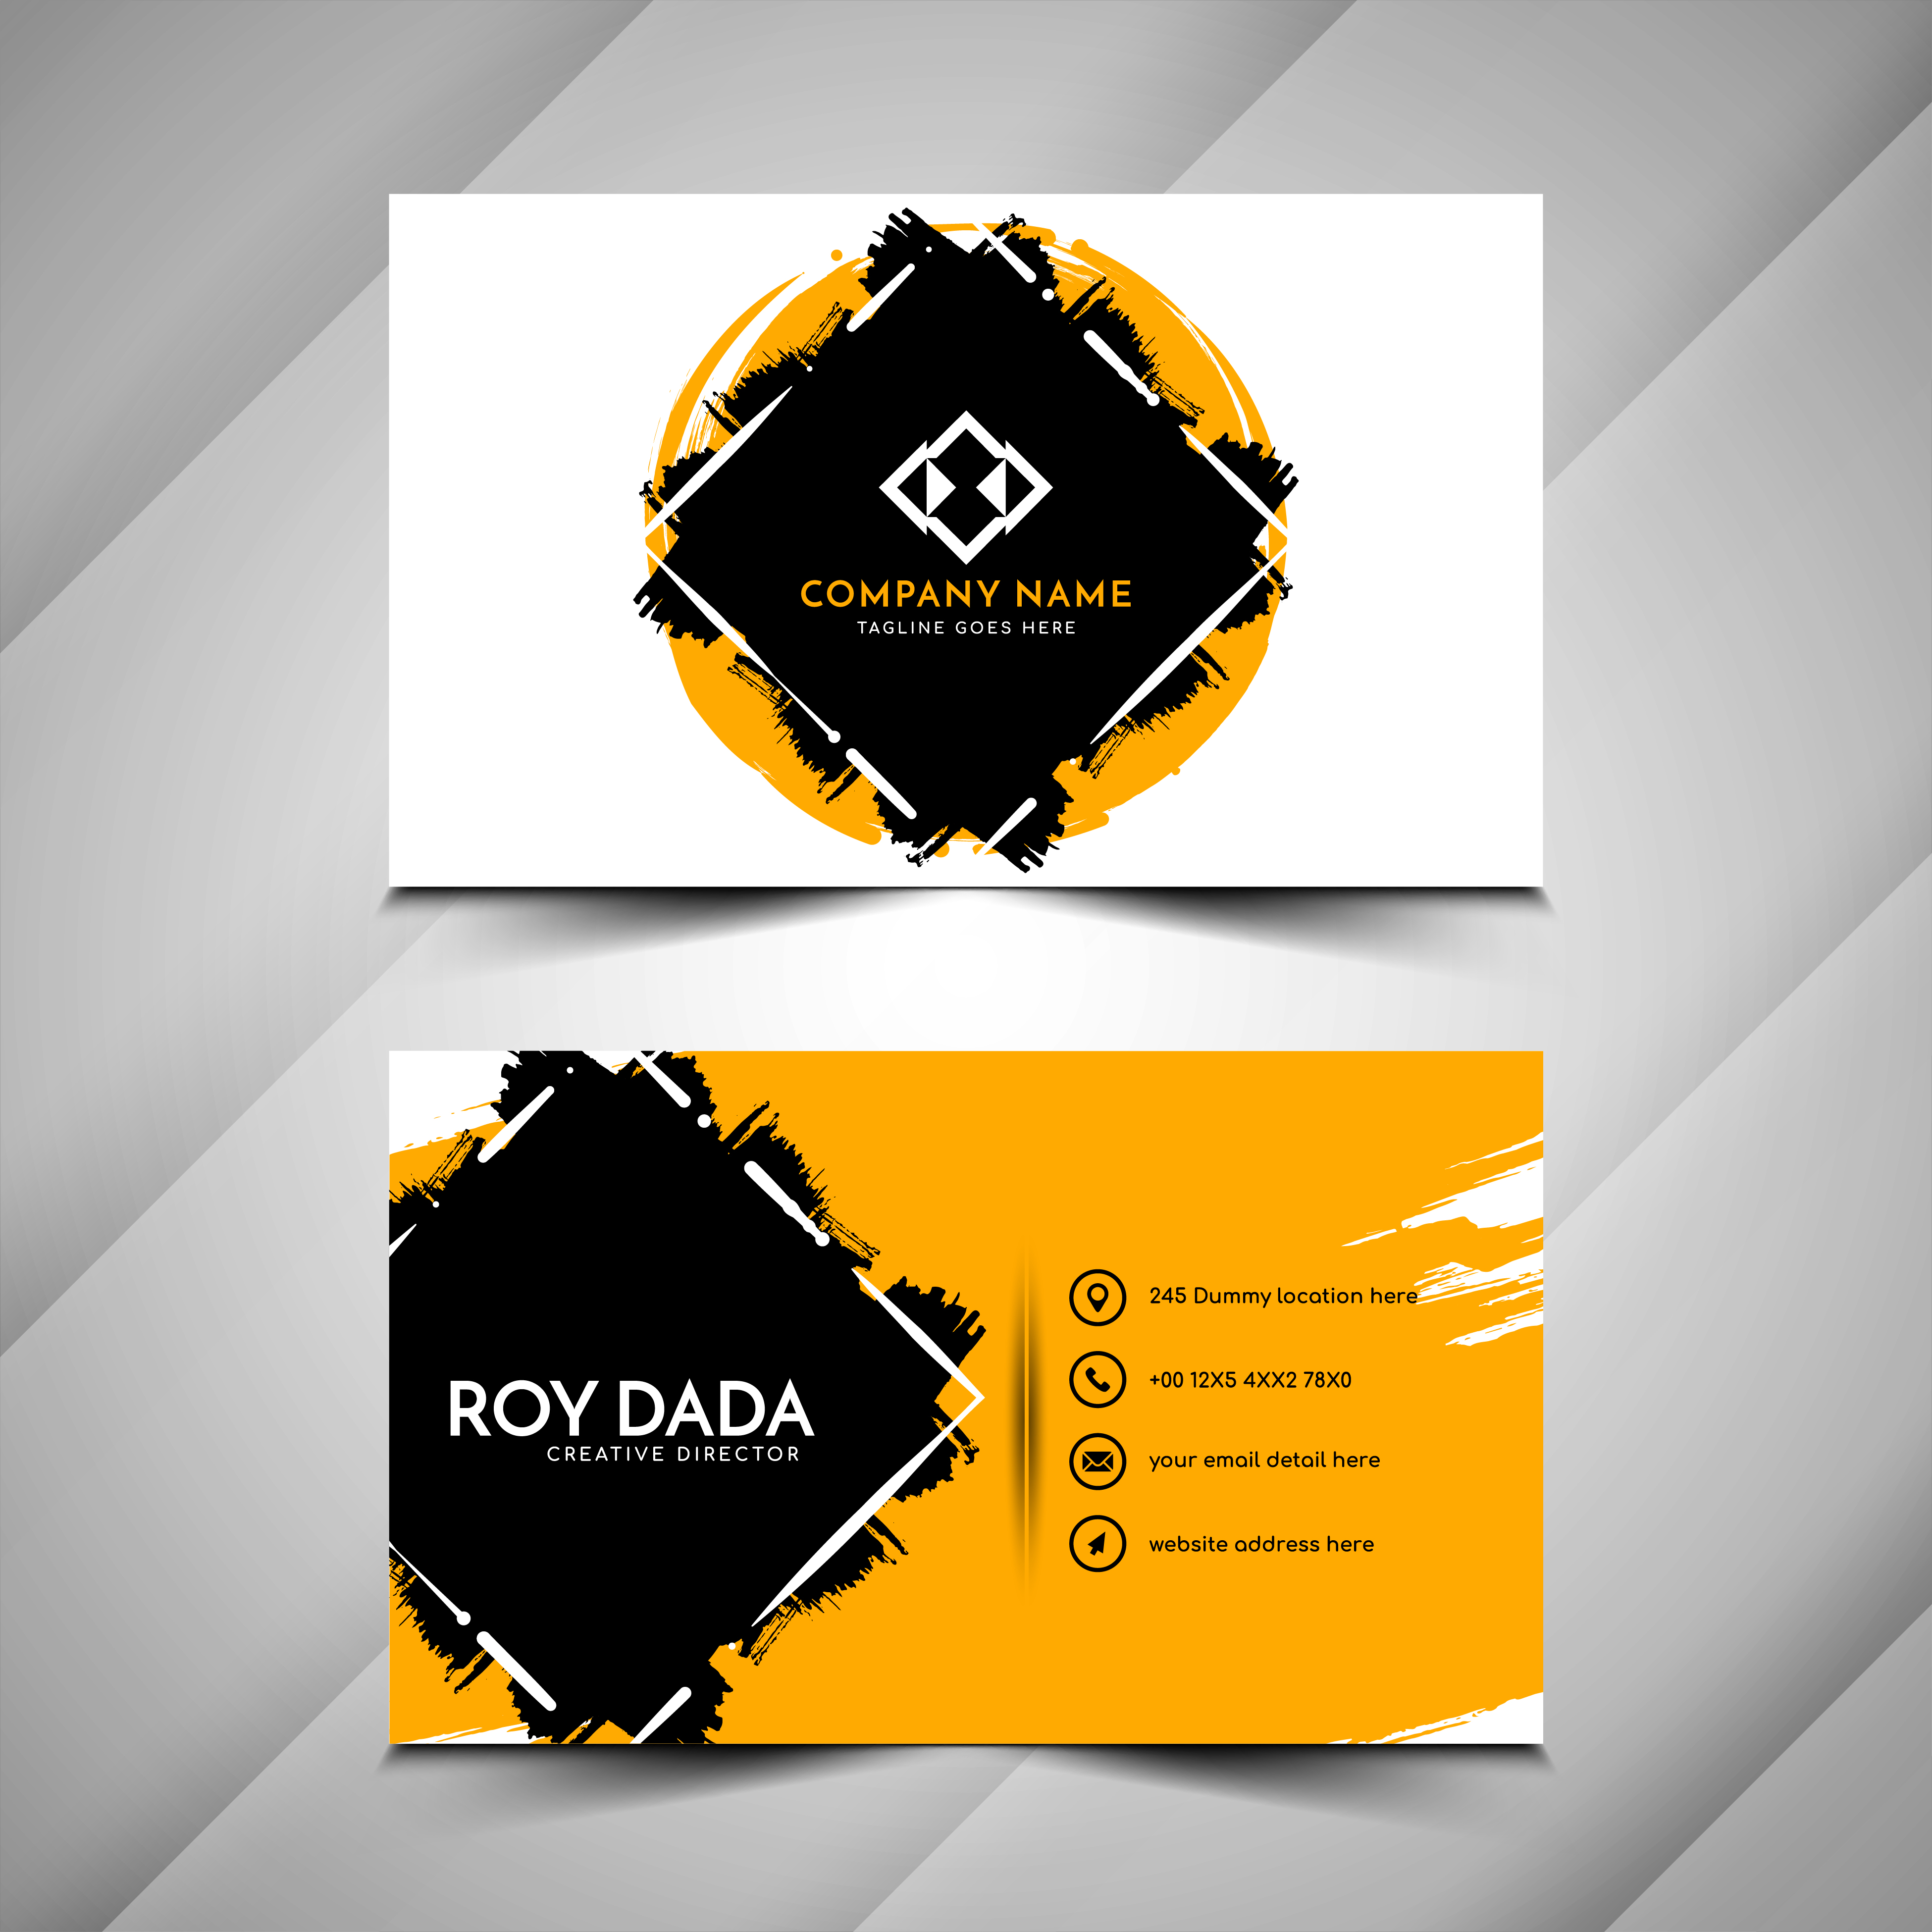 COMPANY NAME
TAGLINE GOES HERE
ROY DADA
CREATIVE DIRECTOR
245 Dummy location here
+00 12X5 4XX2 78X0
your email detail here
website address here